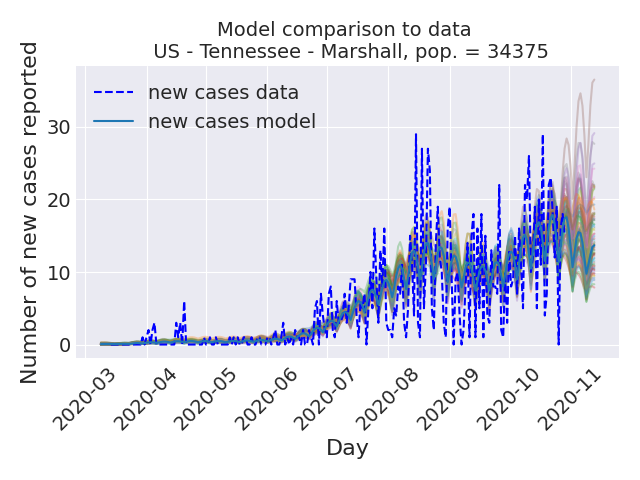 Model comparison to data
US - Tennessee - Marshall, pop. = 34375
new cases data
new cases model
Number of new cases reported
30
20
10
0
2020-03
2020-04
2020-05
2020-06
2020-07
2020-08
2020-09
2020-10
2020-11
Day